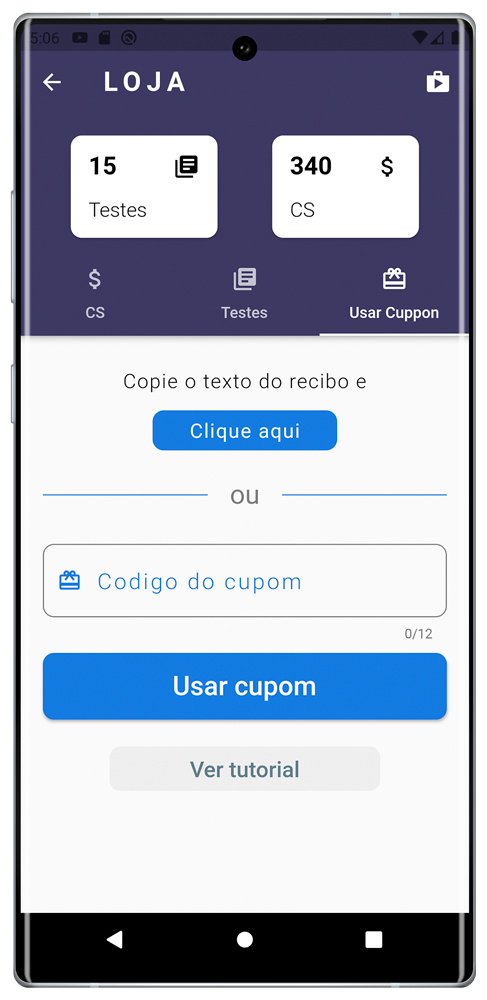 5:06
LOJA
15
Testes
340
$
CS
$
CS
Testes
Usar Cuppon
Copie o texto do recibo e
Clique aqui
ou
Codigo do cupom
0/12
Usar cupom
Ver tutorial